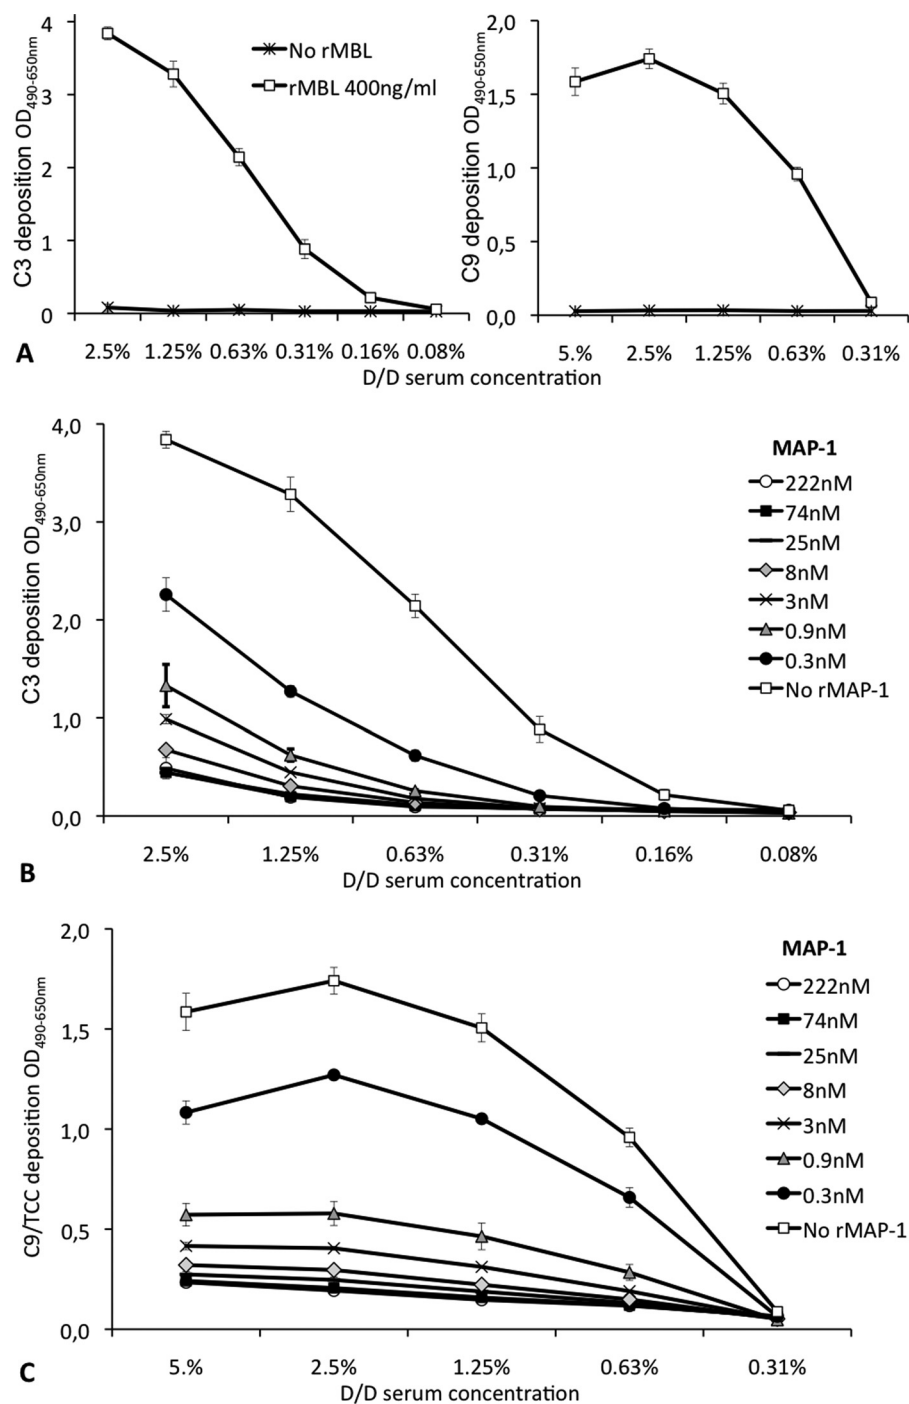 C3 deposition OD490-650nm
4
3
2
1
0
No rMBL
rMBL 400ng/ml
2.5% 1.25% 0.63% 0.31% 0.16% 0.08%
C9 deposition OD490-650nm
2,0
1,5
1,0
0,5
0,0
5.% 2.5% 1.25% 0.63% 0.31%
A
D/D serum concentration
C3 deposition OD490-650nm
4,0
3,0
2,0
1,0
0,0
MAP-1
222nM
74nM
25nM
8nM
3nM
0.9nM
0.3nM
No rMAP-1
2.5% 1.25% 0.63% 0.31% 0.16% 0.08%
B
D/D serum concentration
C9/TCC deposition OD490-650nm
2,0
1,5
1,0
0,5
0,0
MAP-1
222nM
74nM
25nM
8nM
3nM
0.9nM
0.3nM
No rMAP-1
5.% 2.5% 1.25% 0.63% 0.31%
C
D/D serum concentration